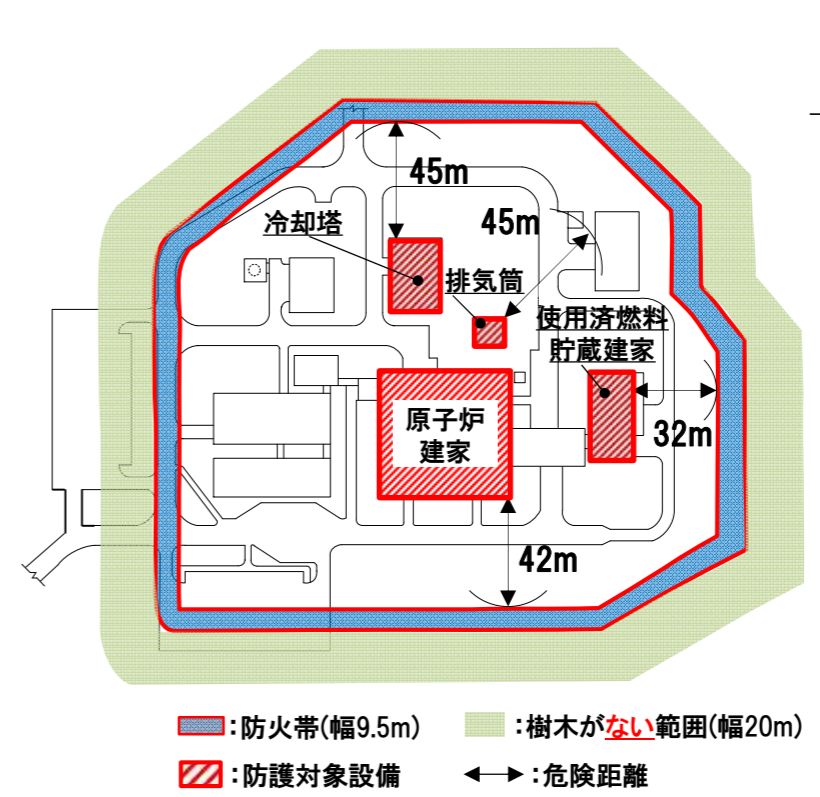 45m
冷却塔
45m
排気筒
使用済燃料
貯蔵建家
原子炉
建家
32m
42m
:防火帯(幅9.5m)
:樹木がない範囲(幅20m)
:防護対象設備
:危険距離